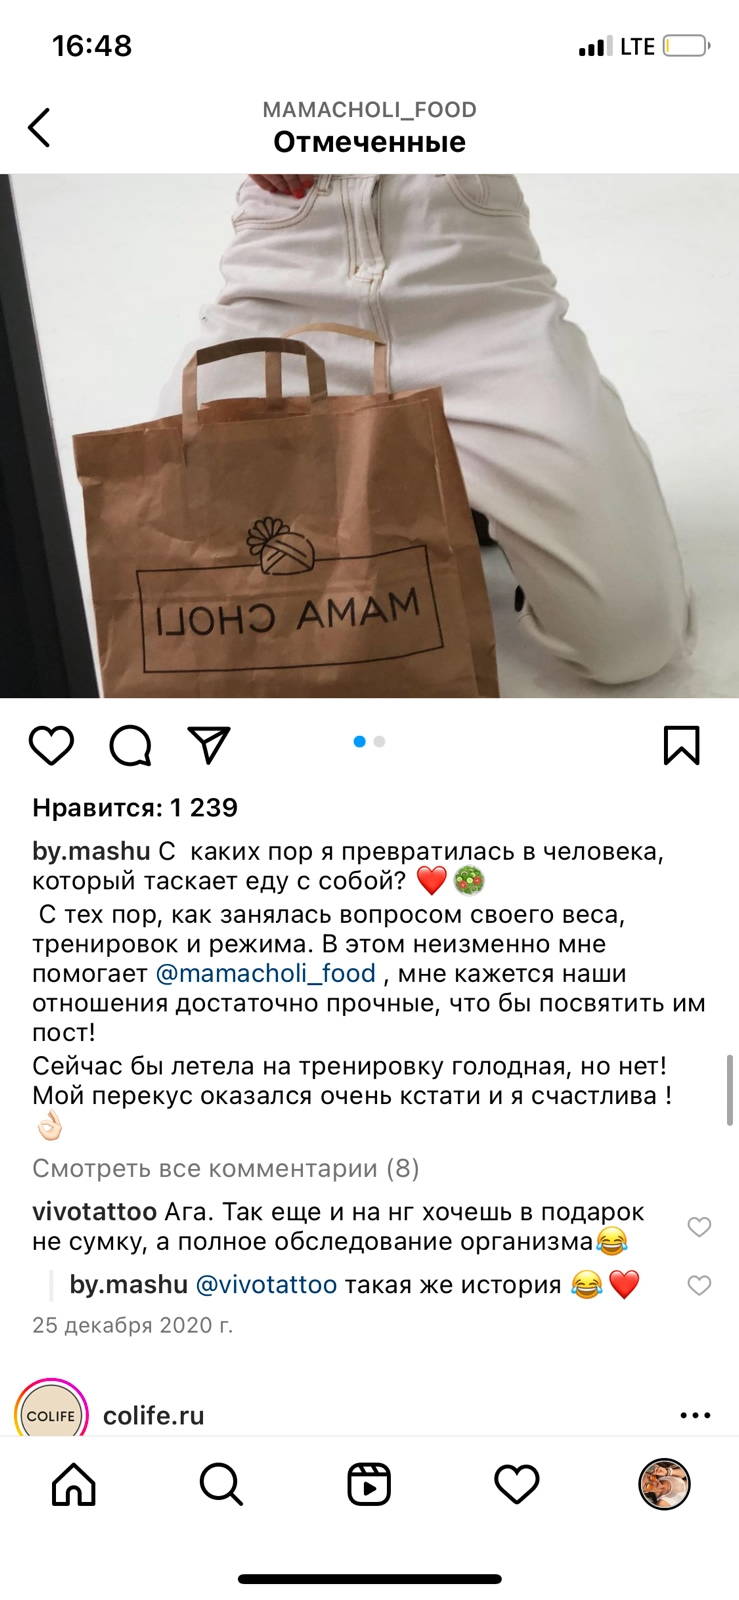 16:48
LTE
MAMACHOLI_FOOD
Отмеченные
MAMA CHOLI
Нравится: 1 239
by.mashu С  каких пор я превратилась в человека,
который таскает еду с собой? ❤️🥗
С тех пор, как занялась вопросом своего веса,
тренировок и режима. В этом неизменно мне
помогает @mamacholi_food , мне кажется наши
отношения достаточно прочные, что бы посвятить им
пост!
Сейчас бы летела на тренировку голодная, но нет!
Мой перекус оказался очень кстати и я счастлива !
👌🏻
Смотреть все комментарии (8)
vivotattoo Ага. Так еще и на нг хочешь в подарок
не сумку, а полное обследование организма😂
by.mashu @vivotattoo такая же история 😂❤️
25 декабря 2020 г.
COLIFE
colife.ru